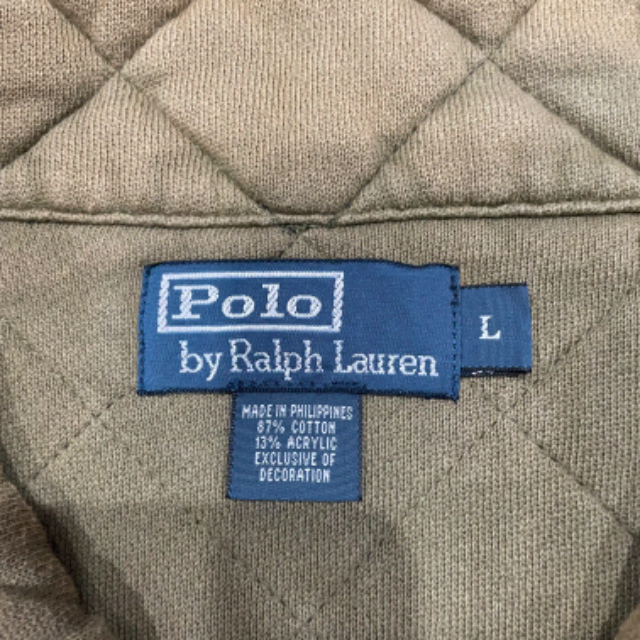 Polo
by Ralph Lauren
L
MADE IN PHILIPPINES
87% COTTON
13% ACRYLIC
EXCLUSIVE OF
DECORATION